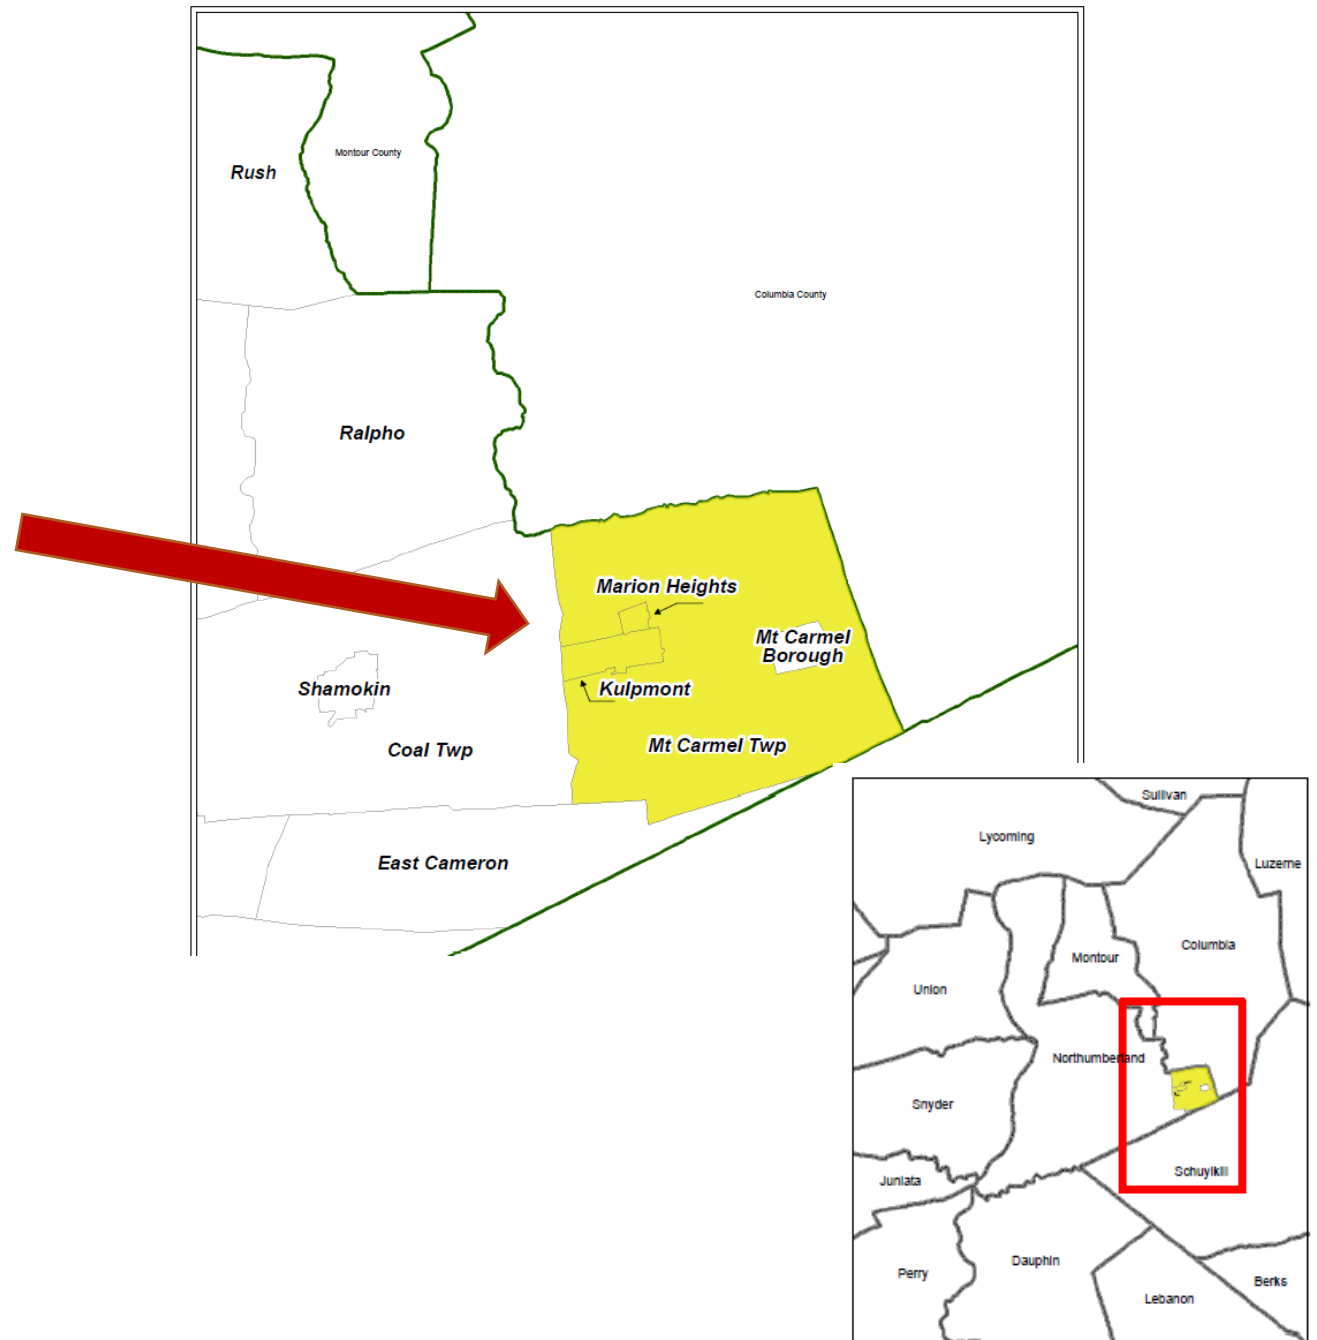 Montour County
Rush
Columbia County
Ralpho
Marion Heights
Mt Carmel
Borough
Shamokin
Kulpmont
Coal Twp
Mt Carmel Twp
East Cameron
Sullivan
Lycoming
Luzerne
Columbia
Montour
Union
Northumberland
Snyder
Schuylkill
Juniata
Dauphin
Perry
Berks
Lebanon